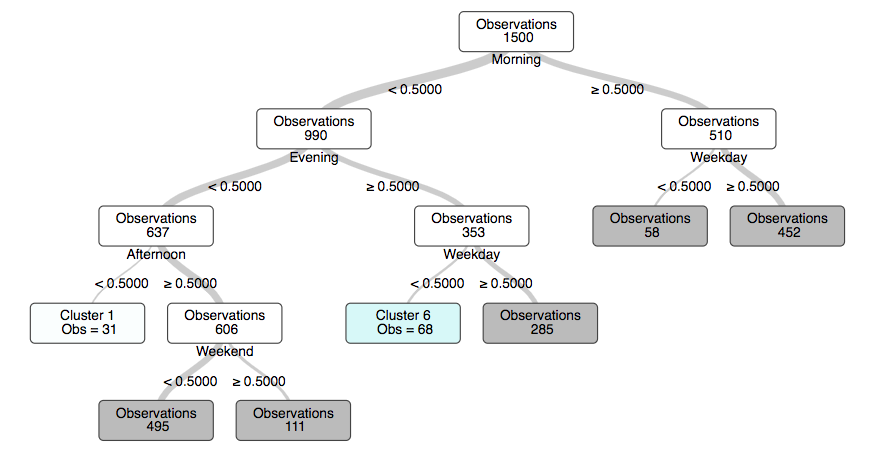 Observations
1500
Morning
< 0.5000 ≥ 0.5000
Observations
990
Evening
Observations
510
Weekday
< 0.5000 ≥ 0.5000
< 0.5000 ≥ 0.5000
Observations
637
Afternoon
Observations
353
Weekday
Observations
58
Observations
452
< 0.5000 ≥ 0.5000
< 0.5000 ≥ 0.5000
Cluster 1
Obs = 31
Observations
606
Weekend
Cluster 6
Obs = 68
Observations
285
< 0.5000 ≥ 0.5000
Observations
495
Observations
111